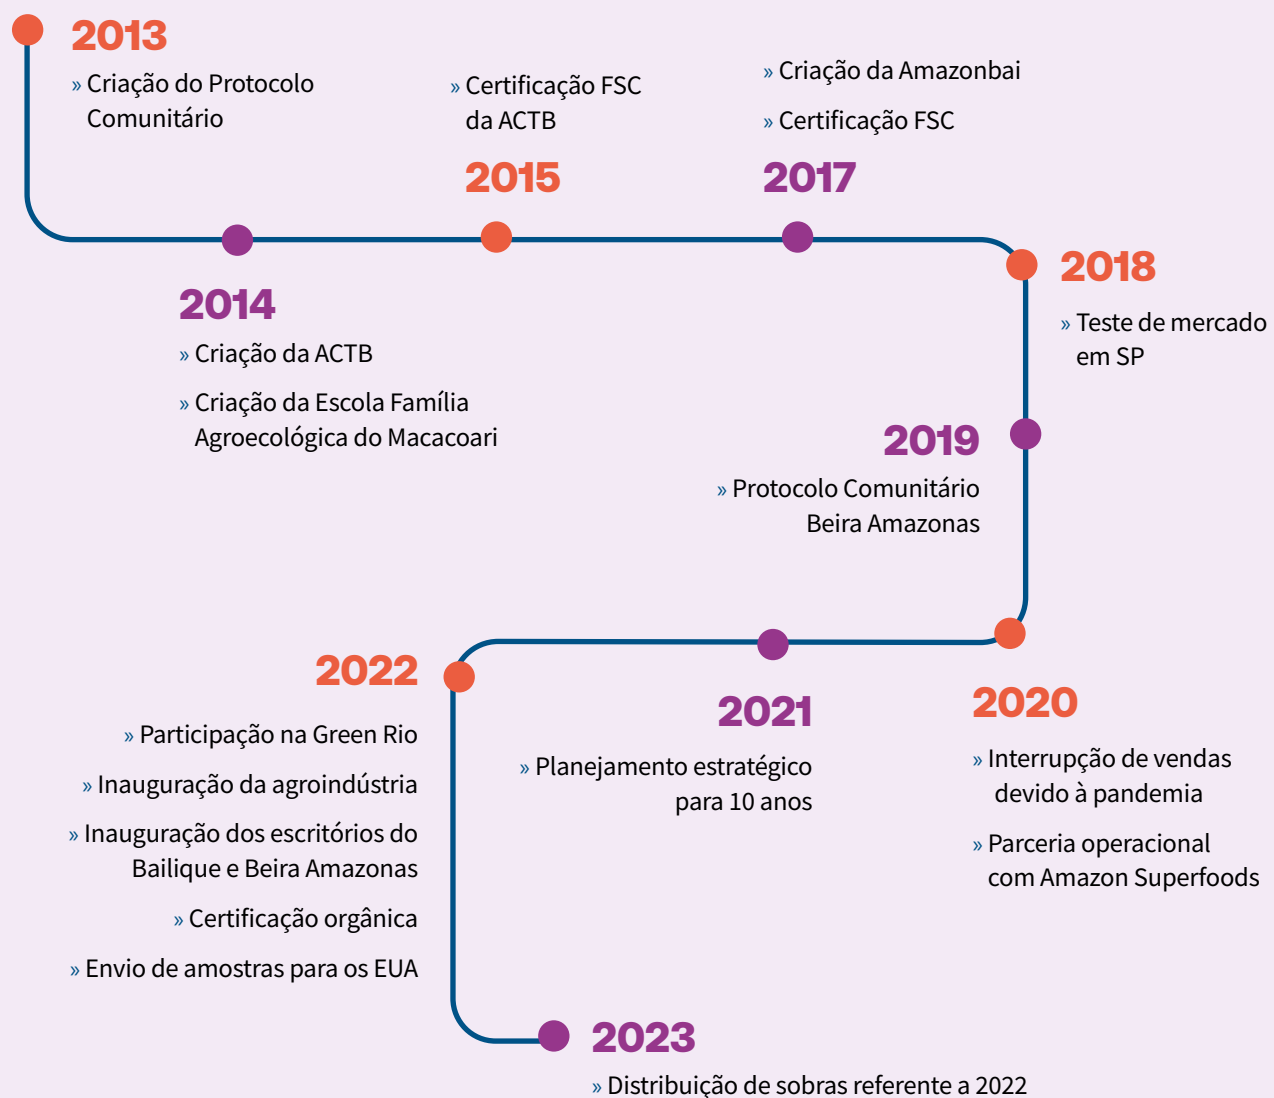 2013
» Criação do Protocolo
Comunitário
2014
» Criação da ACTB
» Criação da Escola Família
Agroecológica do Macacoari
» Certificação FSC
da ACTB
2015
» Criação da Amazonbai
» Certificação FSC
2017
2018
» Teste de mercado
em SP
2019
» Protocolo Comunitário
Beira Amazonas
2020
» Interrupção de vendas
devido à pandemia
» Parceria operacional
com Amazon Superfoods
2021
» Planejamento estratégico
para 10 anos
2022
» Participação na Green Rio
» Inauguração da agroindústria
» Inauguração dos escritórios do
Bailique e Beira Amazonas
» Certificação orgânica
» Envio de amostras para os EUA
2023
» Distribuição de sobras referente a 2022